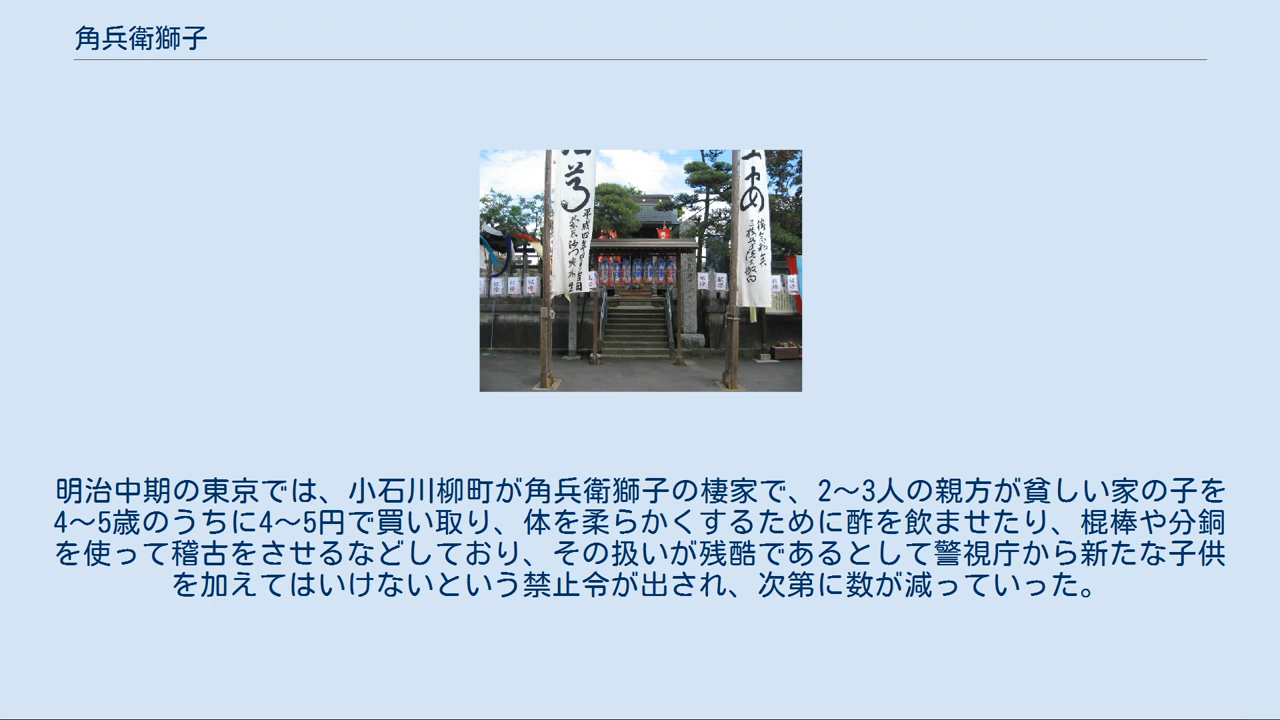 角兵衛獅子
明治中期の東京では、小石川柳町が角兵衛獅子の棲家で、2〜3人の親方が貧しい家の子を
4〜5歳のうちに4〜5円で買い取り、体を柔らかくするために酢を飲ませたり、棍棒や分銅
を使って稽古をさせるなどしており、その扱いが残酷であるとして警視庁から新たな子供
を加えてはいけないという禁止令が出され、次第に数が減っていった。